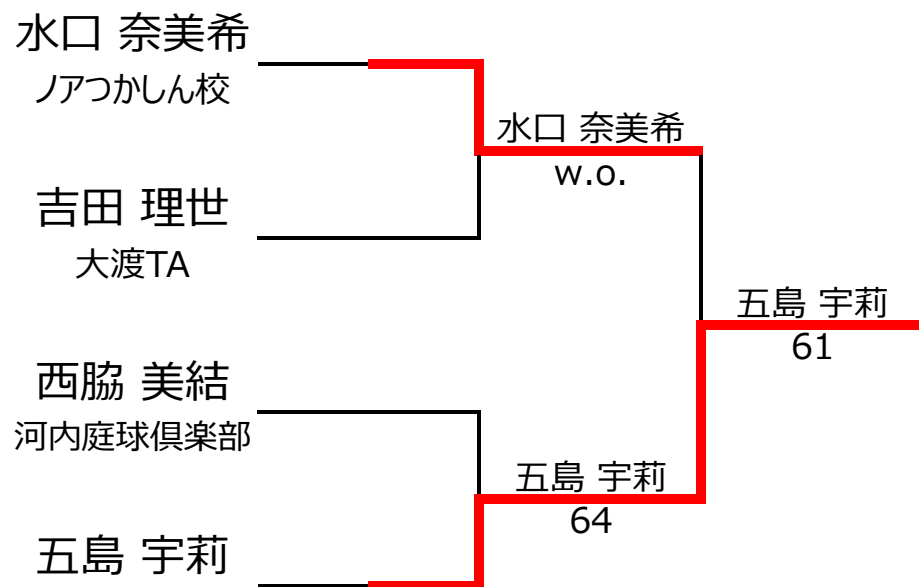 水口 奈美希
ノアつかしん校
水口 奈美希
w.o.
吉田 理世
大渡TA
五島 宇莉
61
西脇 美結
河内庭球倶楽部
五島 宇莉
64
五島 宇莉